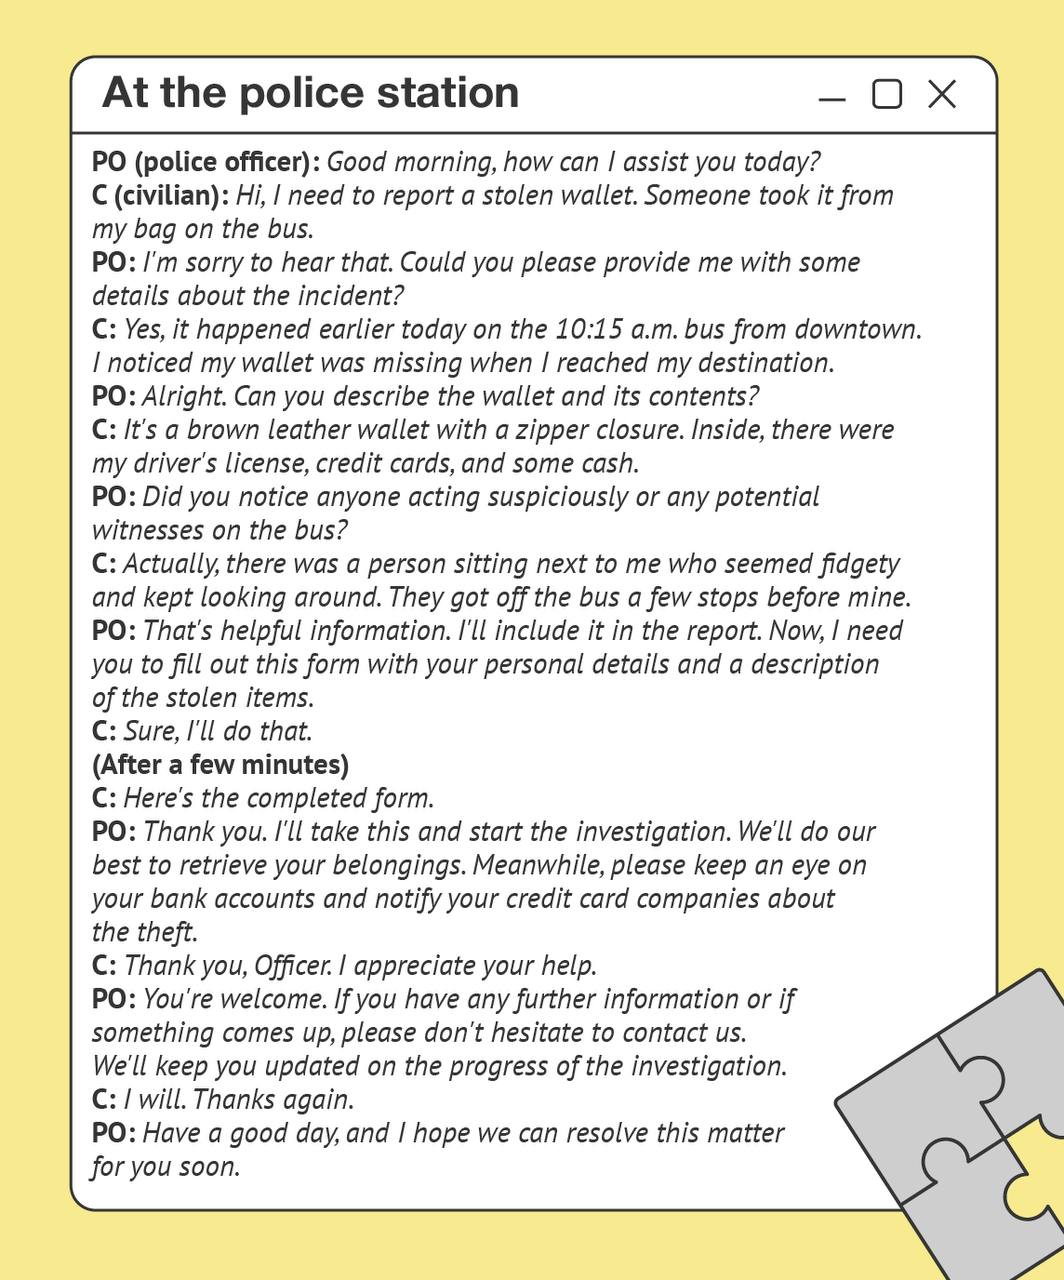 At the police station
PO (police officer): Good morning, how can I assist you today?
C (civilian): Hi, I need to report a stolen wallet. Someone took it from
my bag on the bus.
PO: I'm sorry to hear that. Could you please provide me with some
details about the incident?
C: Yes, it happened earlier today on the 10:15 a.m. bus from downtown.
I noticed my wallet was missing when I reached my destination.
PO: Alright. Can you describe the wallet and its contents?
C: It's a brown leather wallet with a zipper closure. Inside, there were
my driver's license, credit cards, and some cash.
PO: Did you notice anyone acting suspiciously or any potential
witnesses on the bus?
C: Actually, there was a person sitting next to me who seemed fidgety
and kept looking around. They got off the bus a few stops before mine.
PO: That's helpful information. I'll include it in the report. Now, I need
you to fill out this form with your personal details and a description
of the stolen items.
C: Sure, I'll do that.
(After a few minutes)
C: Here's the completed form.
PO: Thank you. I'll take this and start the investigation. We'll do our
best to retrieve your belongings. Meanwhile, please keep an eye on
your bank accounts and notify your credit card companies about
the theft.
C: Thank you, Officer. I appreciate your help.
PO: You're welcome. If you have any further information or if
something comes up, please don't hesitate to contact us.
We'll keep you updated on the progress of the investigation.
C: I will. Thanks again.
PO: Have a good day, and I hope we can resolve this matter
for you soon.